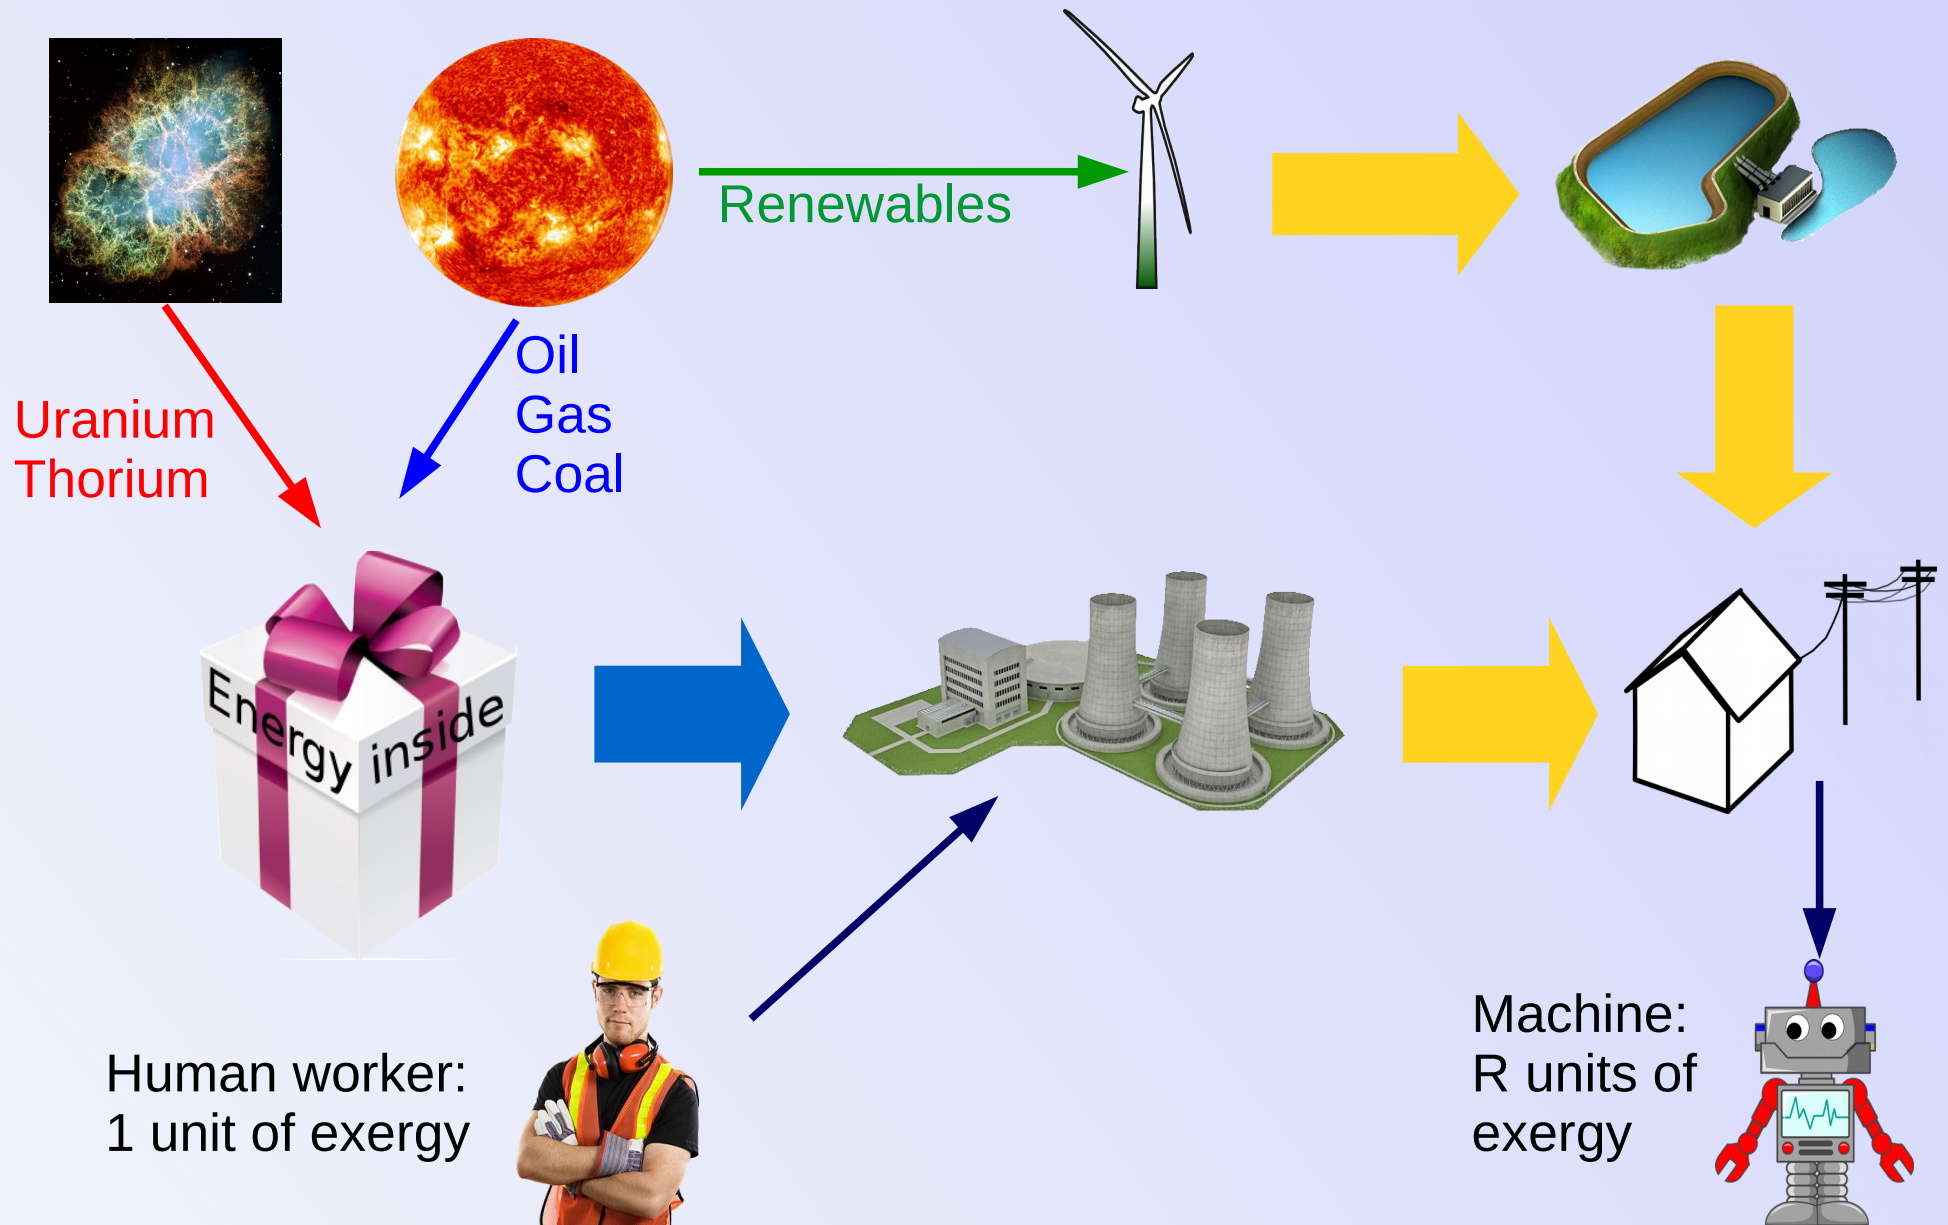 Renewables
Oil
Gas
Coal
Uranium
Thorium
Energy inside
Human worker:
1 unit of exergy
Machine:
R units of
exergy